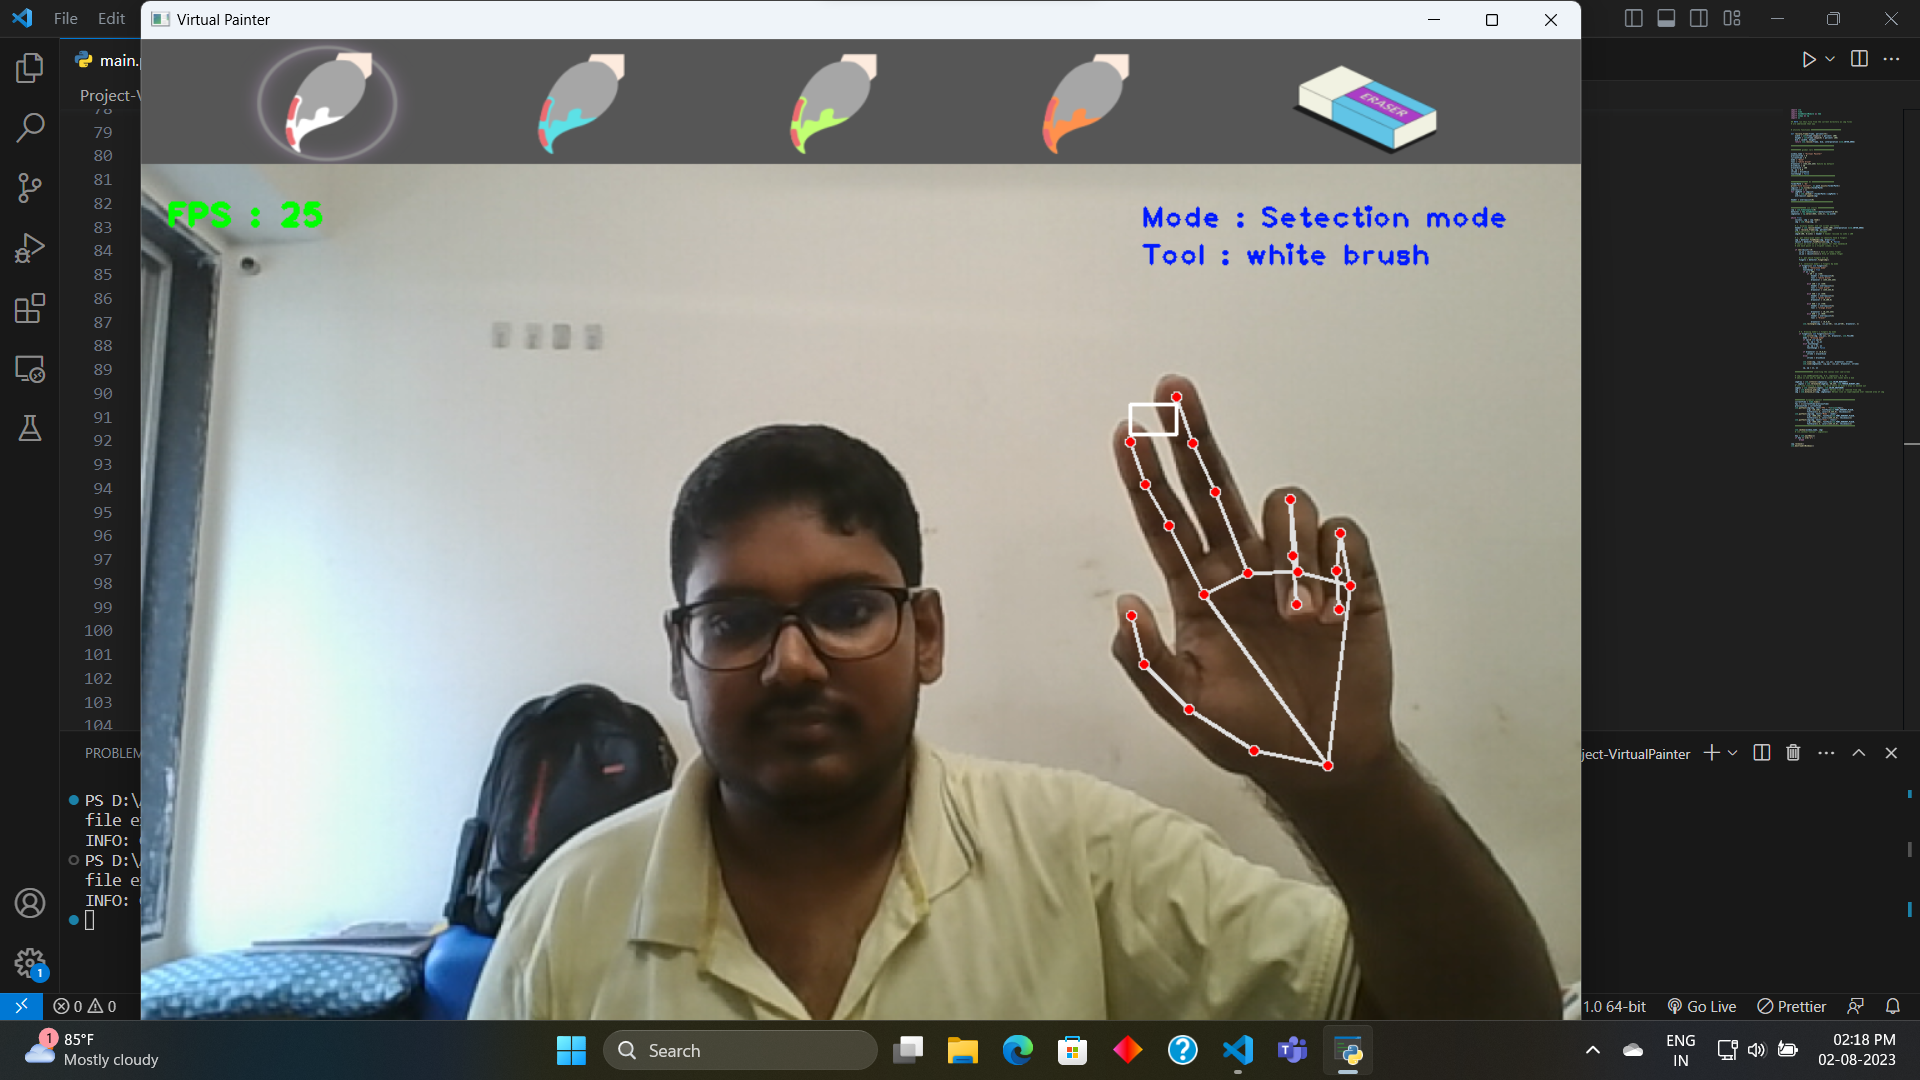 File Edit
Virtual Painter
main.
Project-
ERASER
78
79
80
81
82
83
84
85
86
87
88
89
90
91
92
93
94
95
96
97
98
99
100
101
102
103
104
FPS : 25
Mode : Setection mode
Tool : white brush
PROBLEM
ject-VirtualPainter
PS D:\
file e
INFO:
PS D:\
file e
INFO:
1
0 0
1.0 64-bit Go Live Prettier
1
85°F
Mostly cloudy
Search
ENG
IN
02:18 PM
02-08-2023